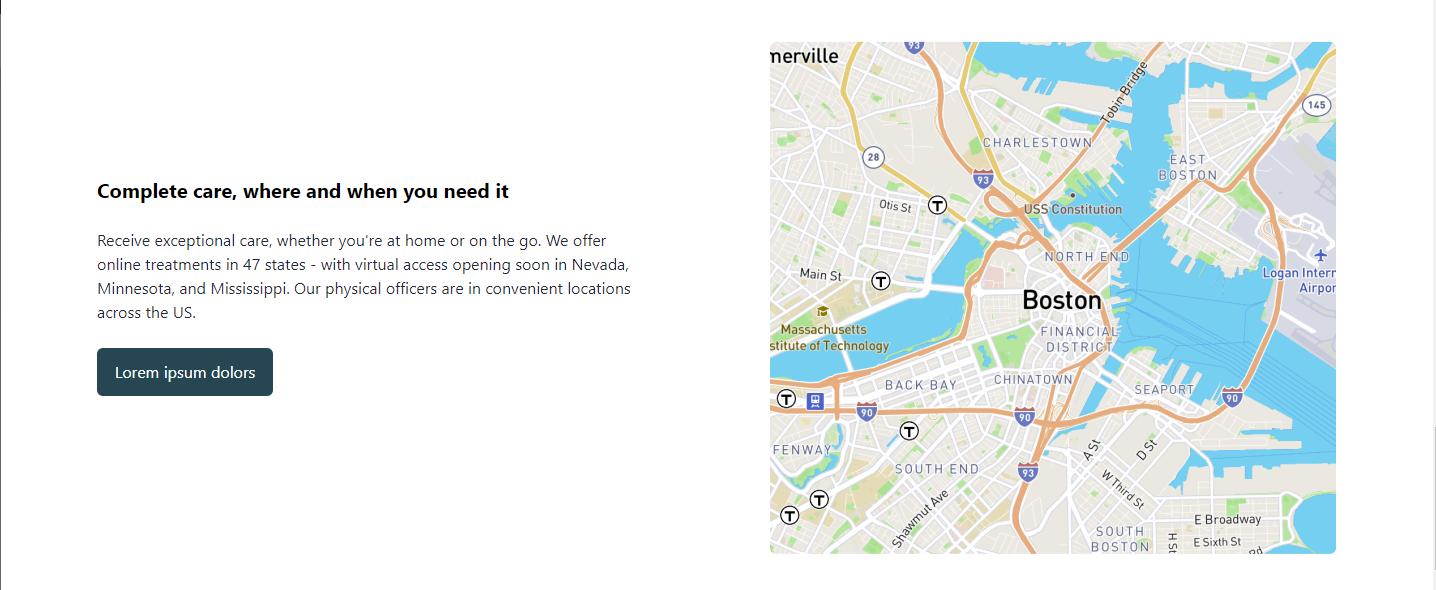 Complete care, where and when you need it
Receive exceptional care, whether you're at home or on the go. We offer
online treatments in 47 states - with virtual access opening soon in Nevada,
Minnesota, and Mississippi. Our physical officers are in convenient locations
across the US.
Lorem ipsum dolors
93
merville
Tobin Bridge
145
CHARLESTOWN
28
EAST
BOSTON
93
Otis St
T
USS Constitution
NORTH END
Logan Intern
Airpor
Main St
T
Boston
Massachusetts
stitute of Technology
FINANCIAL
DISTRICT
BACK BAY
CHINATOWN
SEAPORT
T
90
90
90
T
FENWAY
A St
D St
SOUTH END
93
W Third St
T
Shawmut Ave
T
E Broadway
SOUTH
BOSTON
H St
E Sixth St
Rd